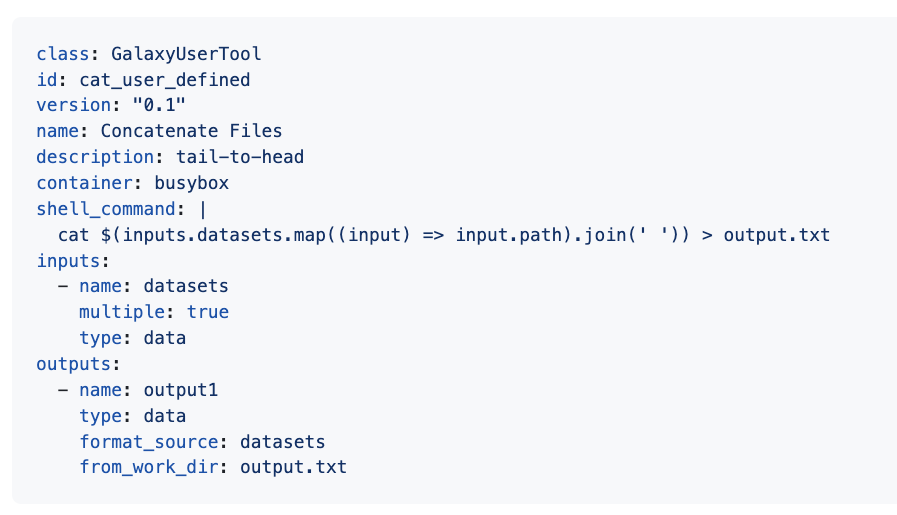 class: GalaxyUserTool
id: cat_user_defined
version: "0.1"
name: Concatenate Files
description: tail-to-head
container: busybox
shell_command: |
  cat $(inputs.datasets.map((input) => input.path).join(' ')) > output.txt
inputs:
  - name: datasets
    multiple: true
    type: data
outputs:
  - name: output1
    type: data
    format_source: datasets
    from_work_dir: output.txt